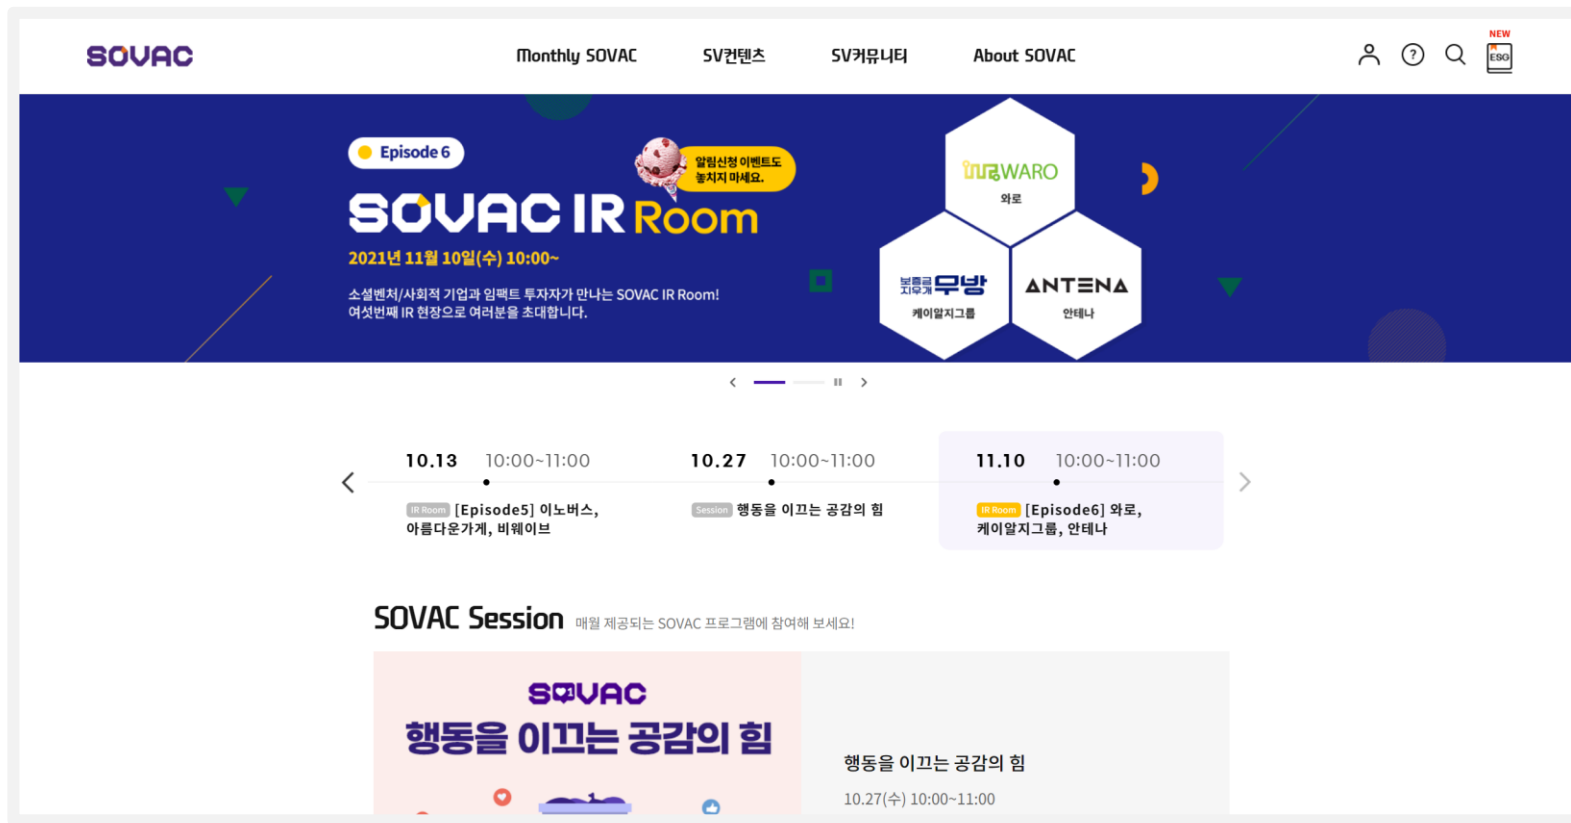 SOVAC
Monthly SOVAC
SV컨텐츠
SV커뮤니티
About SOVAC
?
NEW
ESG
Episode 6
알림신청 이벤트도
놓치지 마세요.
SOVAC IR Room
2021년 11월 10일(수) 10:00~
소셜벤처/사회적 기업과 임팩트 투자자가 만나는 SOVAC IR Room!
여섯번째 IR 현장으로 여러분을 초대합니다.
와로 WARO
와로
보증금
지우개 무방
케이알지그룹
ANTENA
안테나
10.13 10:00~11:00
IR Room [Episode5] 이노버스,
아름다운가게, 비웨이브
10.27 10:00~11:00
Session 행동을 이끄는 공감의 힘
11.10 10:00~11:00
IR Room [Episode6] 와로,
케이알지그룹, 안테나
SOVAC Session 매월 제공되는 SOVAC 프로그램에 참여해 보세요!
SOVAC
행동을 이끄는 공감의 힘
행동을 이끄는 공감의 힘
10.27(수) 10:00~11:00